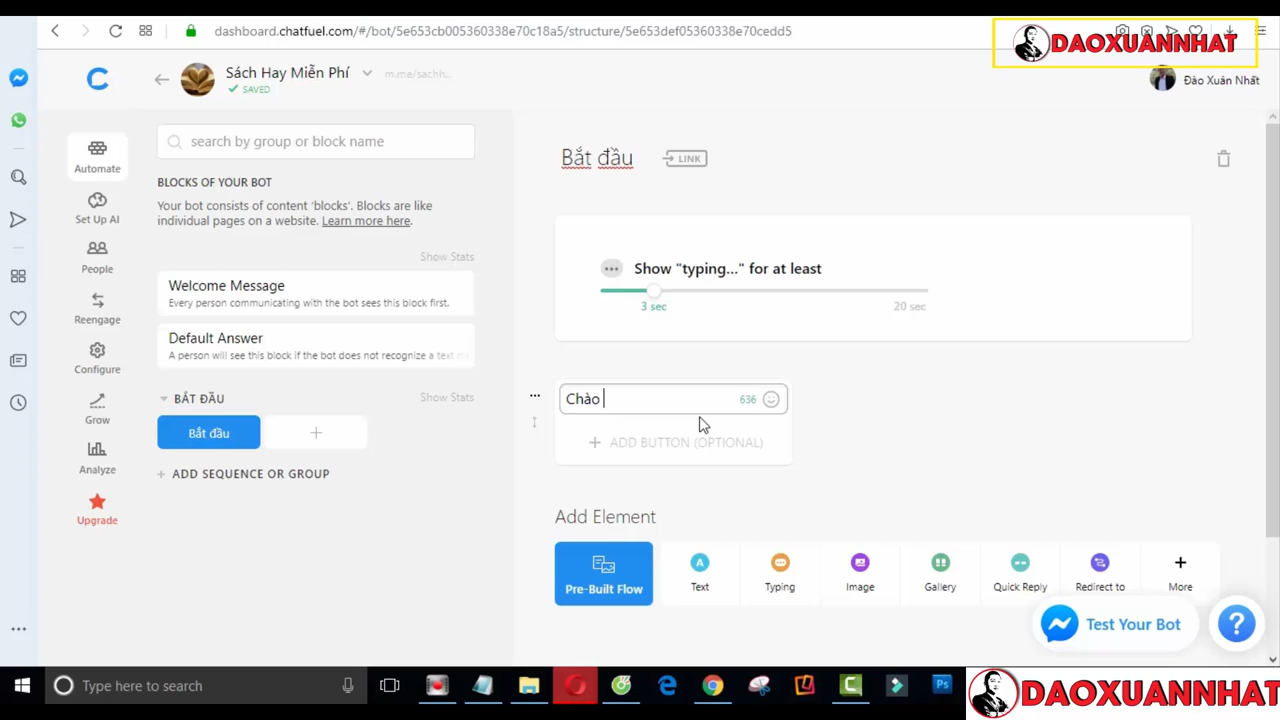 dashboard.chatfuel.com/#/bot/5e653cb005360338e70c18a5/structure/5e653def05360338e70cedd5
DAOXUANNHAT
Sách Hay Miễn Phí
m.me/sachh...
SAVED
Đào Xuân Nhất
Automate
Set Up AI
People
Reengage
Configure
Grow
Analyze
Upgrade
search by group or block name
BLOCKS OF YOUR BOT
Your bot consists of content 'blocks'. Blocks are like
individual pages on a website. Learn more here.
Show Stats
Welcome Message
Every person communicating with the bot sees this block first.
Default Answer
A person will see this block if the bot does not recognize a text
BẮT ĐẦU
Show Stats
Bắt đầu
+
+ ADD SEQUENCE OR GROUP
Bắt đầu
LINK
Show "typing..." for at least
3 sec
20 sec
Chào
636
+ ADD BUTTON (OPTIONAL)
Add Element
Pre-Built Flow
Text
Typing
Image
Gallery
Quick Reply
Redirect to
More
Test Your Bot
?
Type here to search
Ps
DAOXUANNHAT